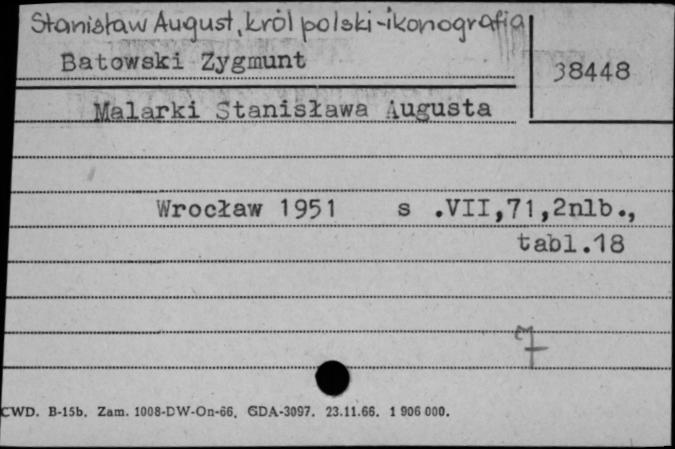 Stanisław August, król polski-ikonografia
Batowski Zygmunt
38448
Malarki Stanisława Augusta
Wrocław 1951 s .VII,71,2nlb.,
tabl.18
CWD. B-15b. Zam. 1008-DW-On-66. GDA-3097. 23.11.66. 1 906 000.